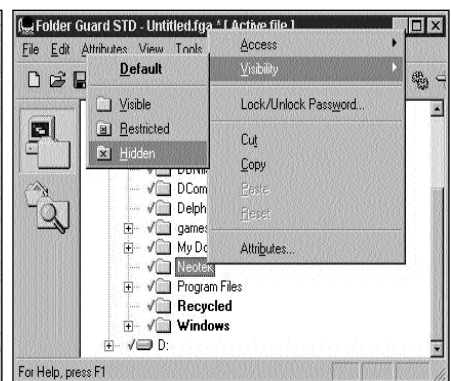 Folder Guard STD - Untitled.fga * [ Active file ]
File Edit Attributes View Tools
Access
Visibility
Lock/Unlock Password...
Cut
Copy
Paste
Reset
Attributes...
Default
Visible
Restricted
Hidden
DCom
Delph
games
My Do
Neotek
Program Files
Recycled
Windows
D:
For Help, press F1